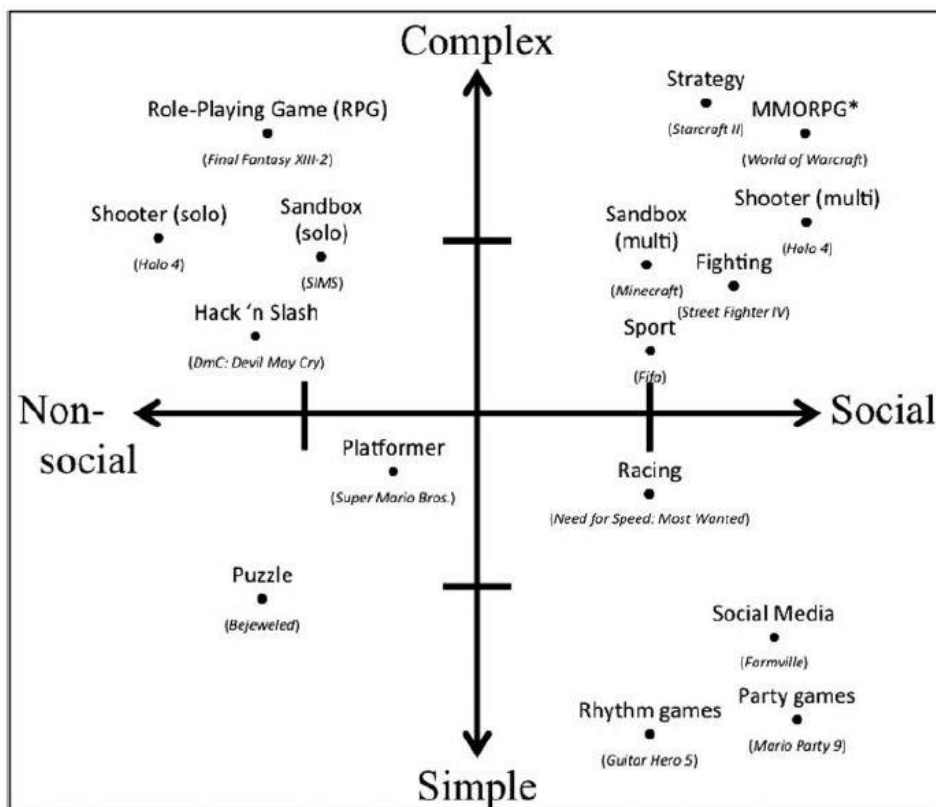 Complex
Strategy
(Starcraft II)
MMORPG*
(World of Warcraft)
Role-Playing Game (RPG)
(Final Fantasy XIII-2)
Shooter (solo)
(Halo 4)
Sandbox
(solo)
(SIMS)
Shooter (multi)
(Halo 4)
Sandbox
(multi)
(Minecraft)
Fighting
(Street Fighter IV)
Hack ‘n Slash
(DmC: Devil May Cry)
Sport
(Fifa)
Non-
social
Social
Platformer
(Super Mario Bros.)
Racing
(Need for Speed: Most Wanted)
Puzzle
(Bejeweled)
Social Media
(Farmville)
Rhythm games
(Guitar Hero 5)
Party games
(Mario Party 9)
Simple